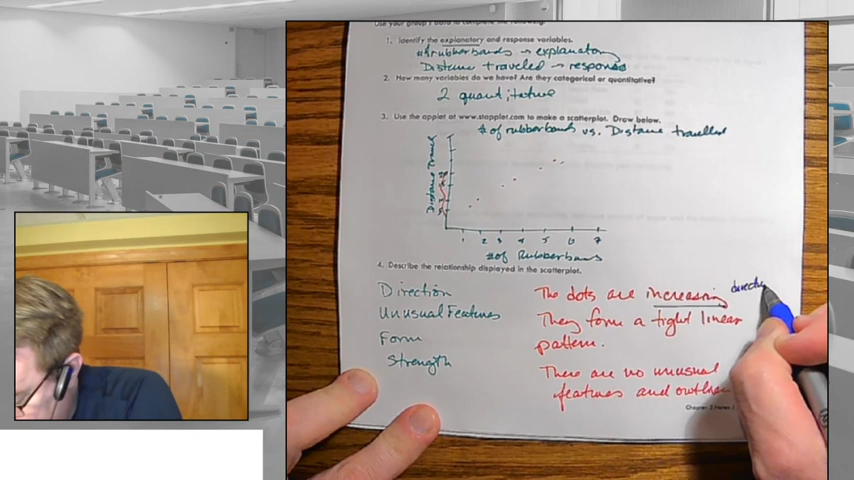 Use your group's data to complete the following:
1. Identify the explanatory and response variables.
# rubberbands → explanatory
Distance traveled → response
2. How many variables do we have? Are they categorical or quantitative?
2 quantitative
3. Use the applet at www.stapplet.com to make a scatterplot. Draw below.
# of rubberbands vs. Distance travelled
Distance
1 2 3 4 5 6 7
# of Rubberbands
4. Describe the relationship displayed in the scatterplot.
Direction
Unusual Features
Form
Strength
The dots are increasing
They form a tight linear
pattern.
There are no unusual
features and